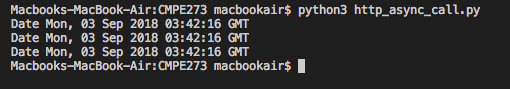 Macbooks-MacBook-Air:CMPE273 macbookair$ python3 http_async_call.py
Date Mon, 03 Sep 2018 03:42:16 GMT
Date Mon, 03 Sep 2018 03:42:16 GMT
Date Mon, 03 Sep 2018 03:42:16 GMT
Macbooks-MacBook-Air:CMPE273 macbookair$